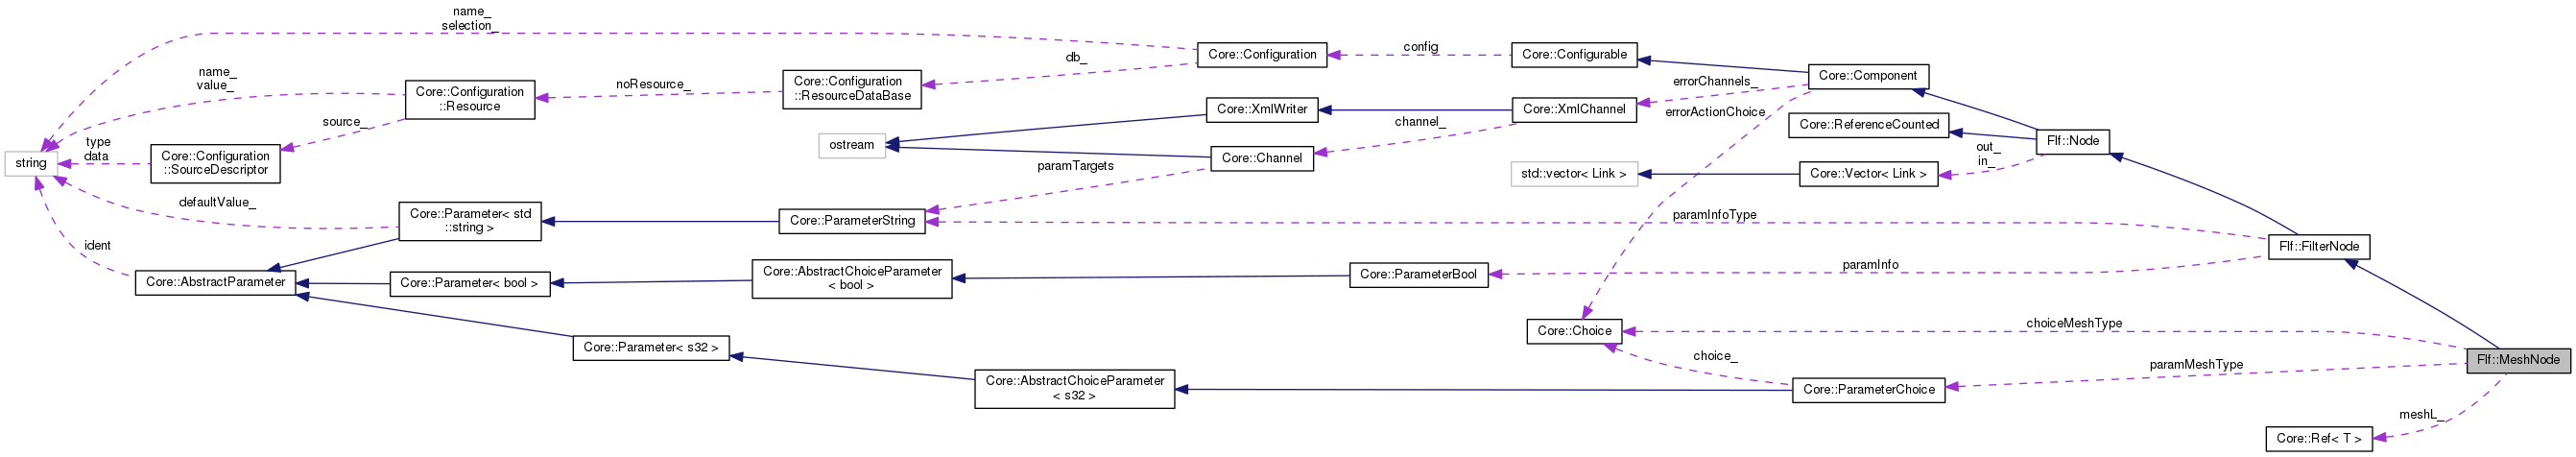 name_
selection_
Core::Configuration
config
Core::Configurable
db_
name_
value_
Core::Configuration
::ResourceDataBase
noResource_
Core::Configuration
::Resource
Core::Component
errorChannels_
errorActionChoice
Core::XmlWriter
Core::XmlChannel
channel_
source_
Core::ReferenceCounted
Flf::Node
ostream
type
data
string
Core::Configuration
::SourceDescriptor
Core::Channel
out_
in_
paramTargets
std::vector< Link >
Core::Vector< Link >
defaultValue_
Core::Parameter< std
::string >
Core::ParameterString
paramInfoType
ident
Flf::FilterNode
Core::AbstractParameter
Core::Parameter< bool >
Core::AbstractChoiceParameter
< bool >
Core::ParameterBool
paramInfo
Core::Choice
choiceMeshType
Core::Parameter< s32 >
choice_
Flf::MeshNode
paramMeshType
Core::AbstractChoiceParameter
< s32 >
Core::ParameterChoice
meshL_
Core::Ref< T >